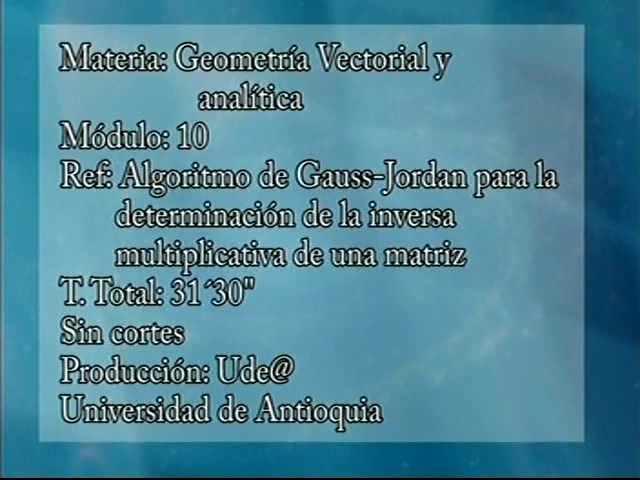 Materia: Geometría Vectorial y
analítica
Módulo: 10
Ref: Algoritmo de Gauss-Jordan para la
determinación de la inversa
multiplicativa de una matriz
T. Total: 31´30"
Sin cortes
Producción: Ude@
Universidad de Antioquia